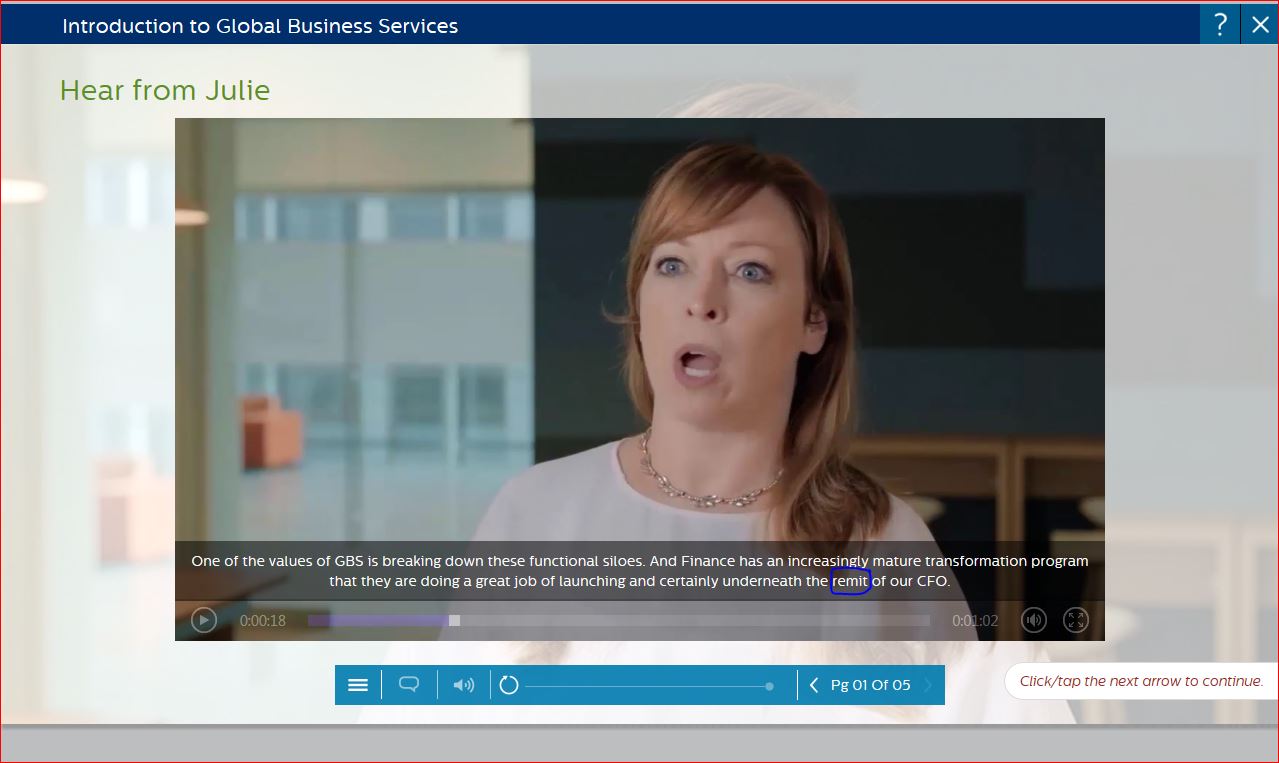 Introduction to Global Business Services
?
Hear from Julie
One of the values of GBS is breaking down these functional siloes. And Finance has an increasingly mature transformation program
that they are doing a great job of launching and certainly underneath the remit of our CFO.
0:00:18
0:01:02
Pg 01 Of 05
Click/tap the next arrow to continue.